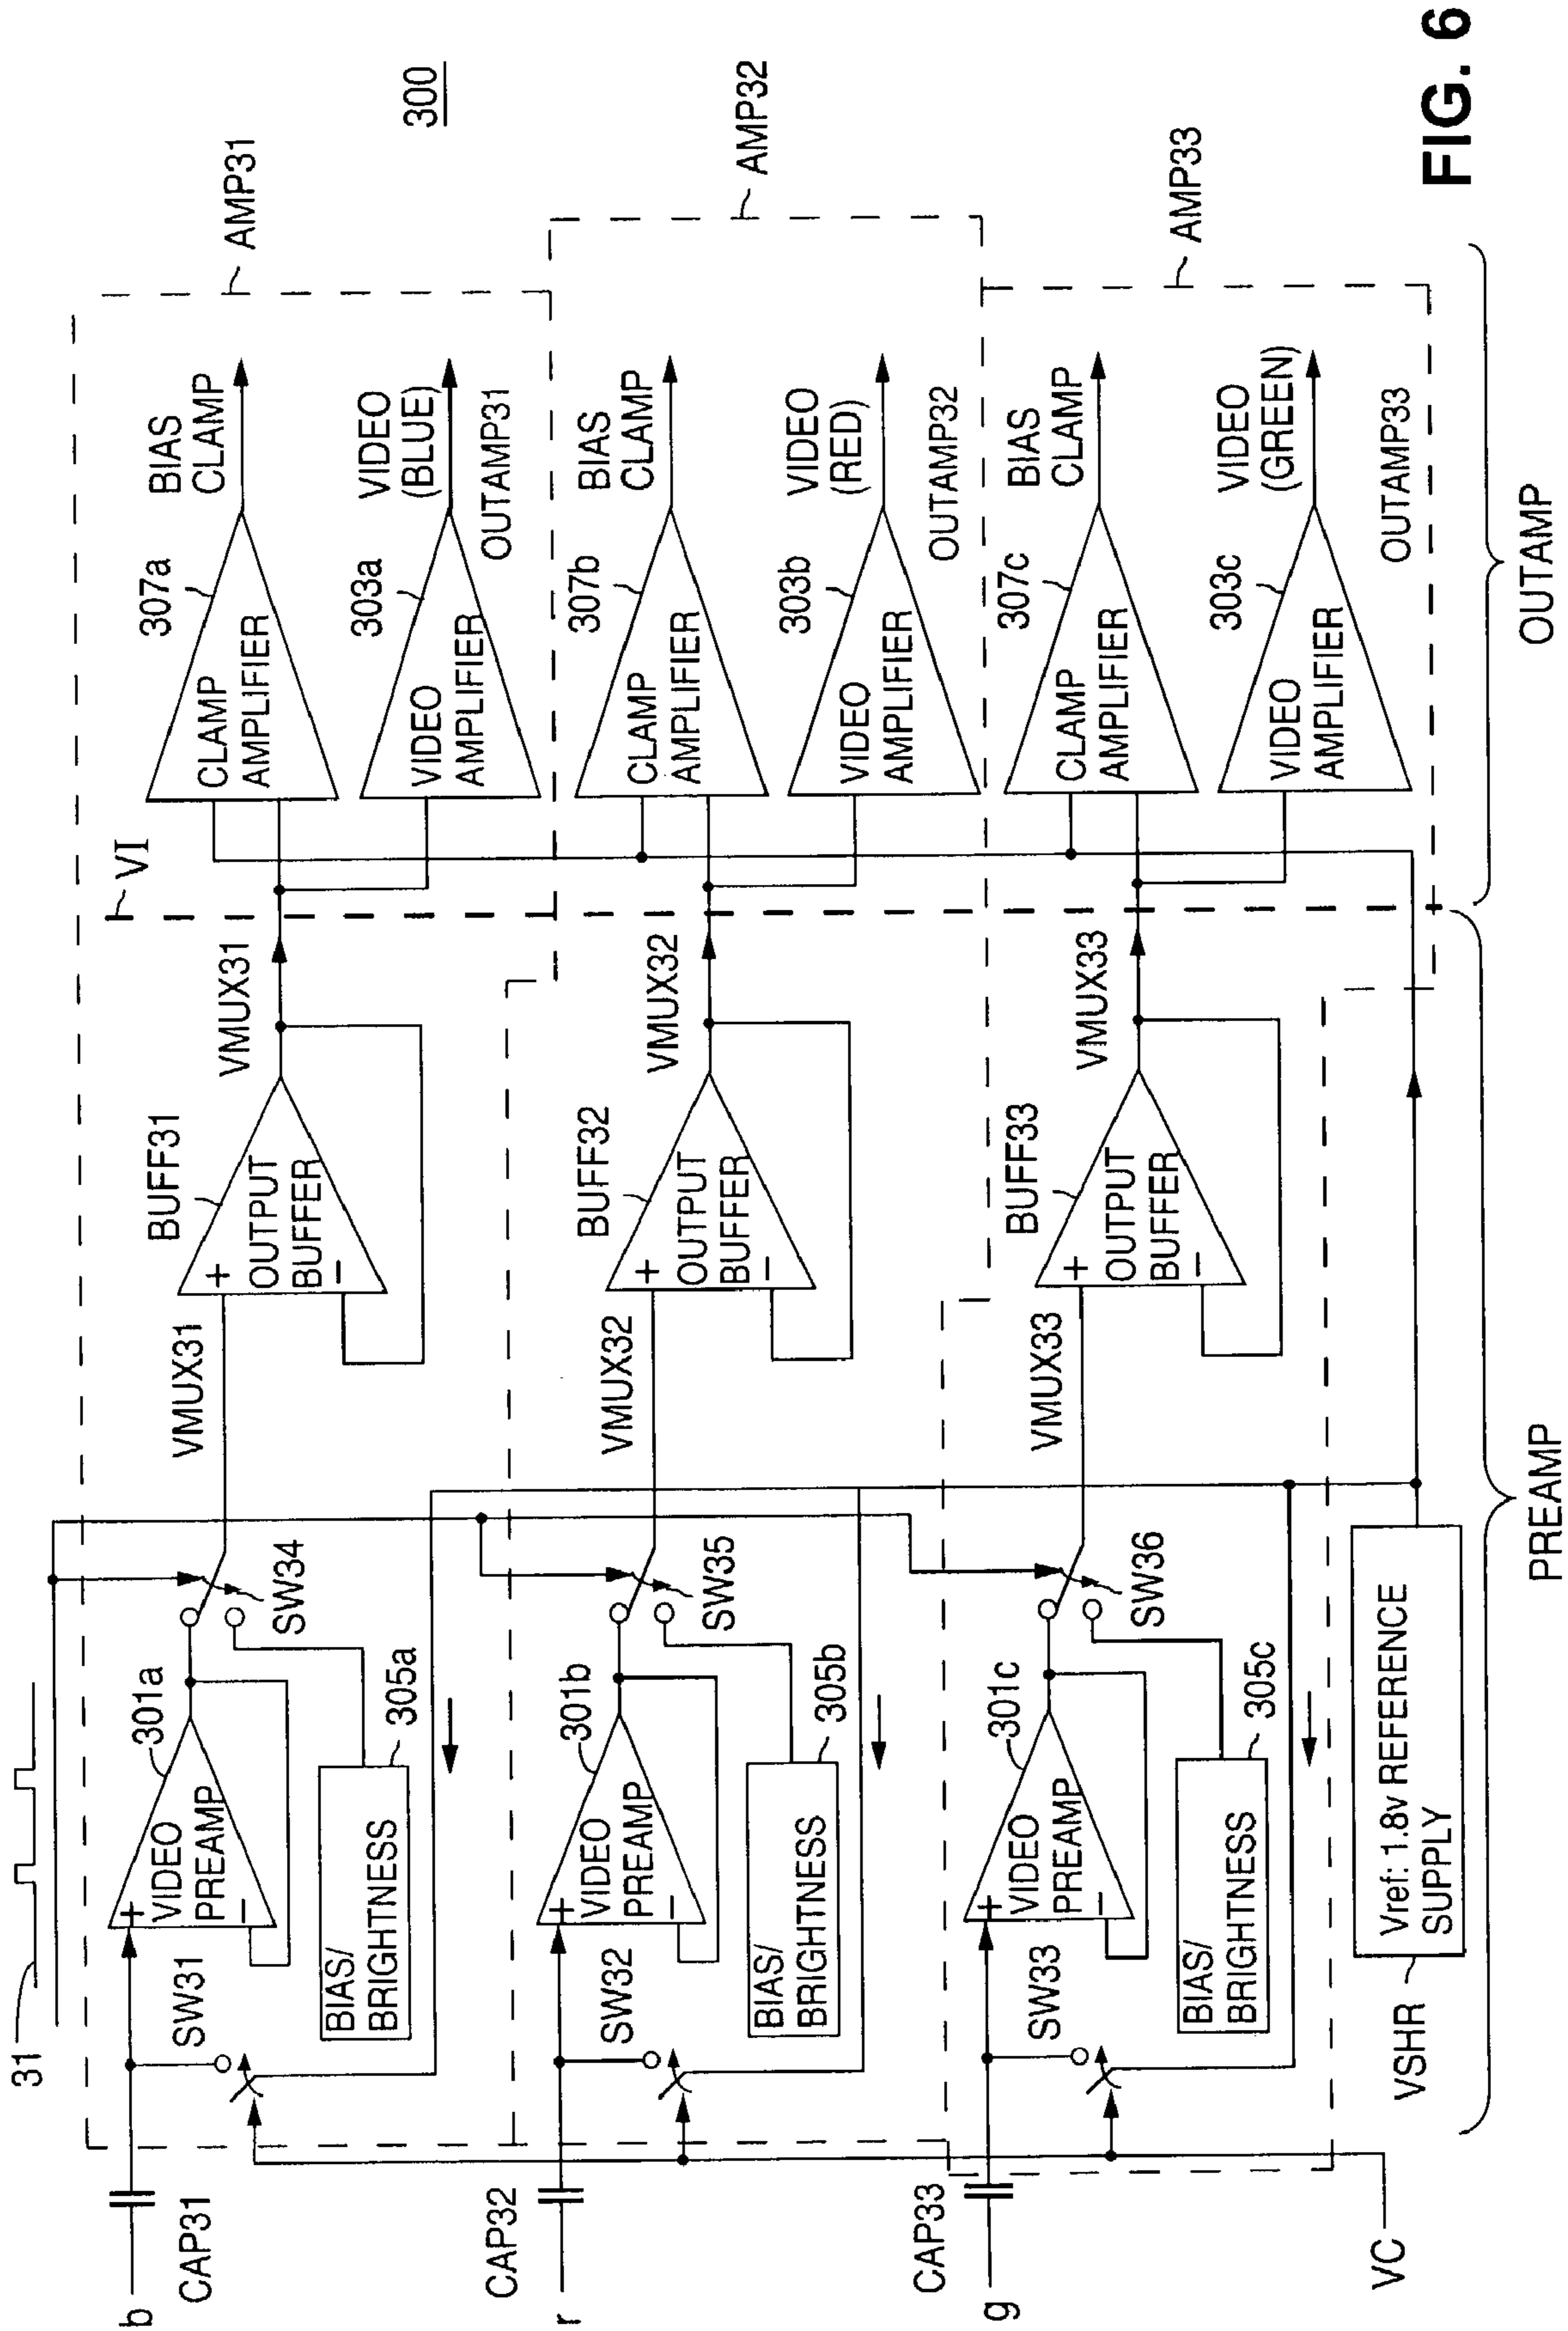 FIG. 6
300
31
b
CAP31
SW31
VIDEO
PREAMP
+
−
301a
BIAS/
BRIGHTNESS
305a
SW34
VMUX31
BUFF31
OUTPUT
BUFFER
+
−
VMUX31
VI
CLAMP
AMPLIFIER
307a
BIAS
CLAMP
VIDEO
AMPLIFIER
303a
VIDEO
(BLUE)
OUTAMP31
AMP31
r
CAP32
SW32
VIDEO
PREAMP
+
−
301b
BIAS/
BRIGHTNESS
305b
SW35
VMUX32
BUFF32
OUTPUT
BUFFER
+
−
VMUX32
CLAMP
AMPLIFIER
307b
BIAS
CLAMP
VIDEO
AMPLIFIER
303b
VIDEO
(RED)
OUTAMP32
AMP32
g
CAP33
SW33
VIDEO
PREAMP
+
−
301c
BIAS/
BRIGHTNESS
305c
SW36
VMUX33
BUFF33
OUTPUT
BUFFER
+
−
VMUX33
CLAMP
AMPLIFIER
307c
BIAS
CLAMP
VIDEO
AMPLIFIER
303c
VIDEO
(GREEN)
OUTAMP33
AMP33
VC
VSHR
Vref: 1.8v REFERENCE
SUPPLY
PREAMP
OUTAMP